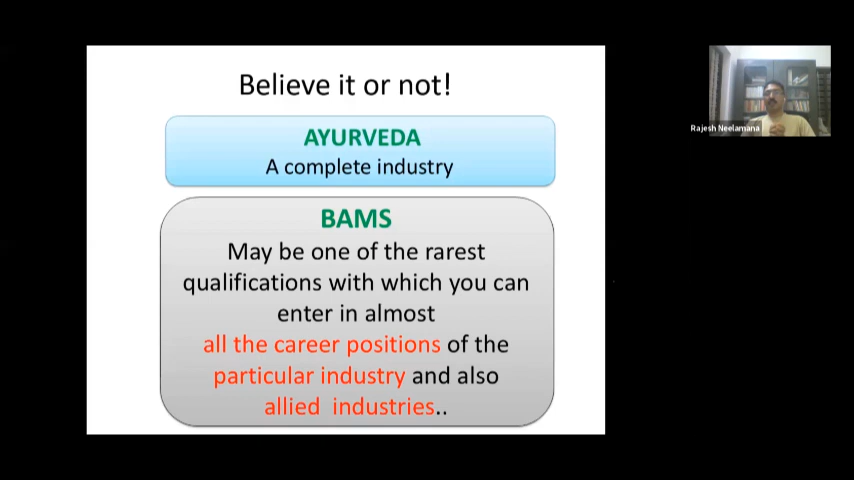 Believe it or not!
AYURVEDA
A complete industry
BAMS
May be one of the rarest
qualifications with which you can
enter in almost
all the career positions of the
particular industry and also
allied industries..
Rajesh Neelamana